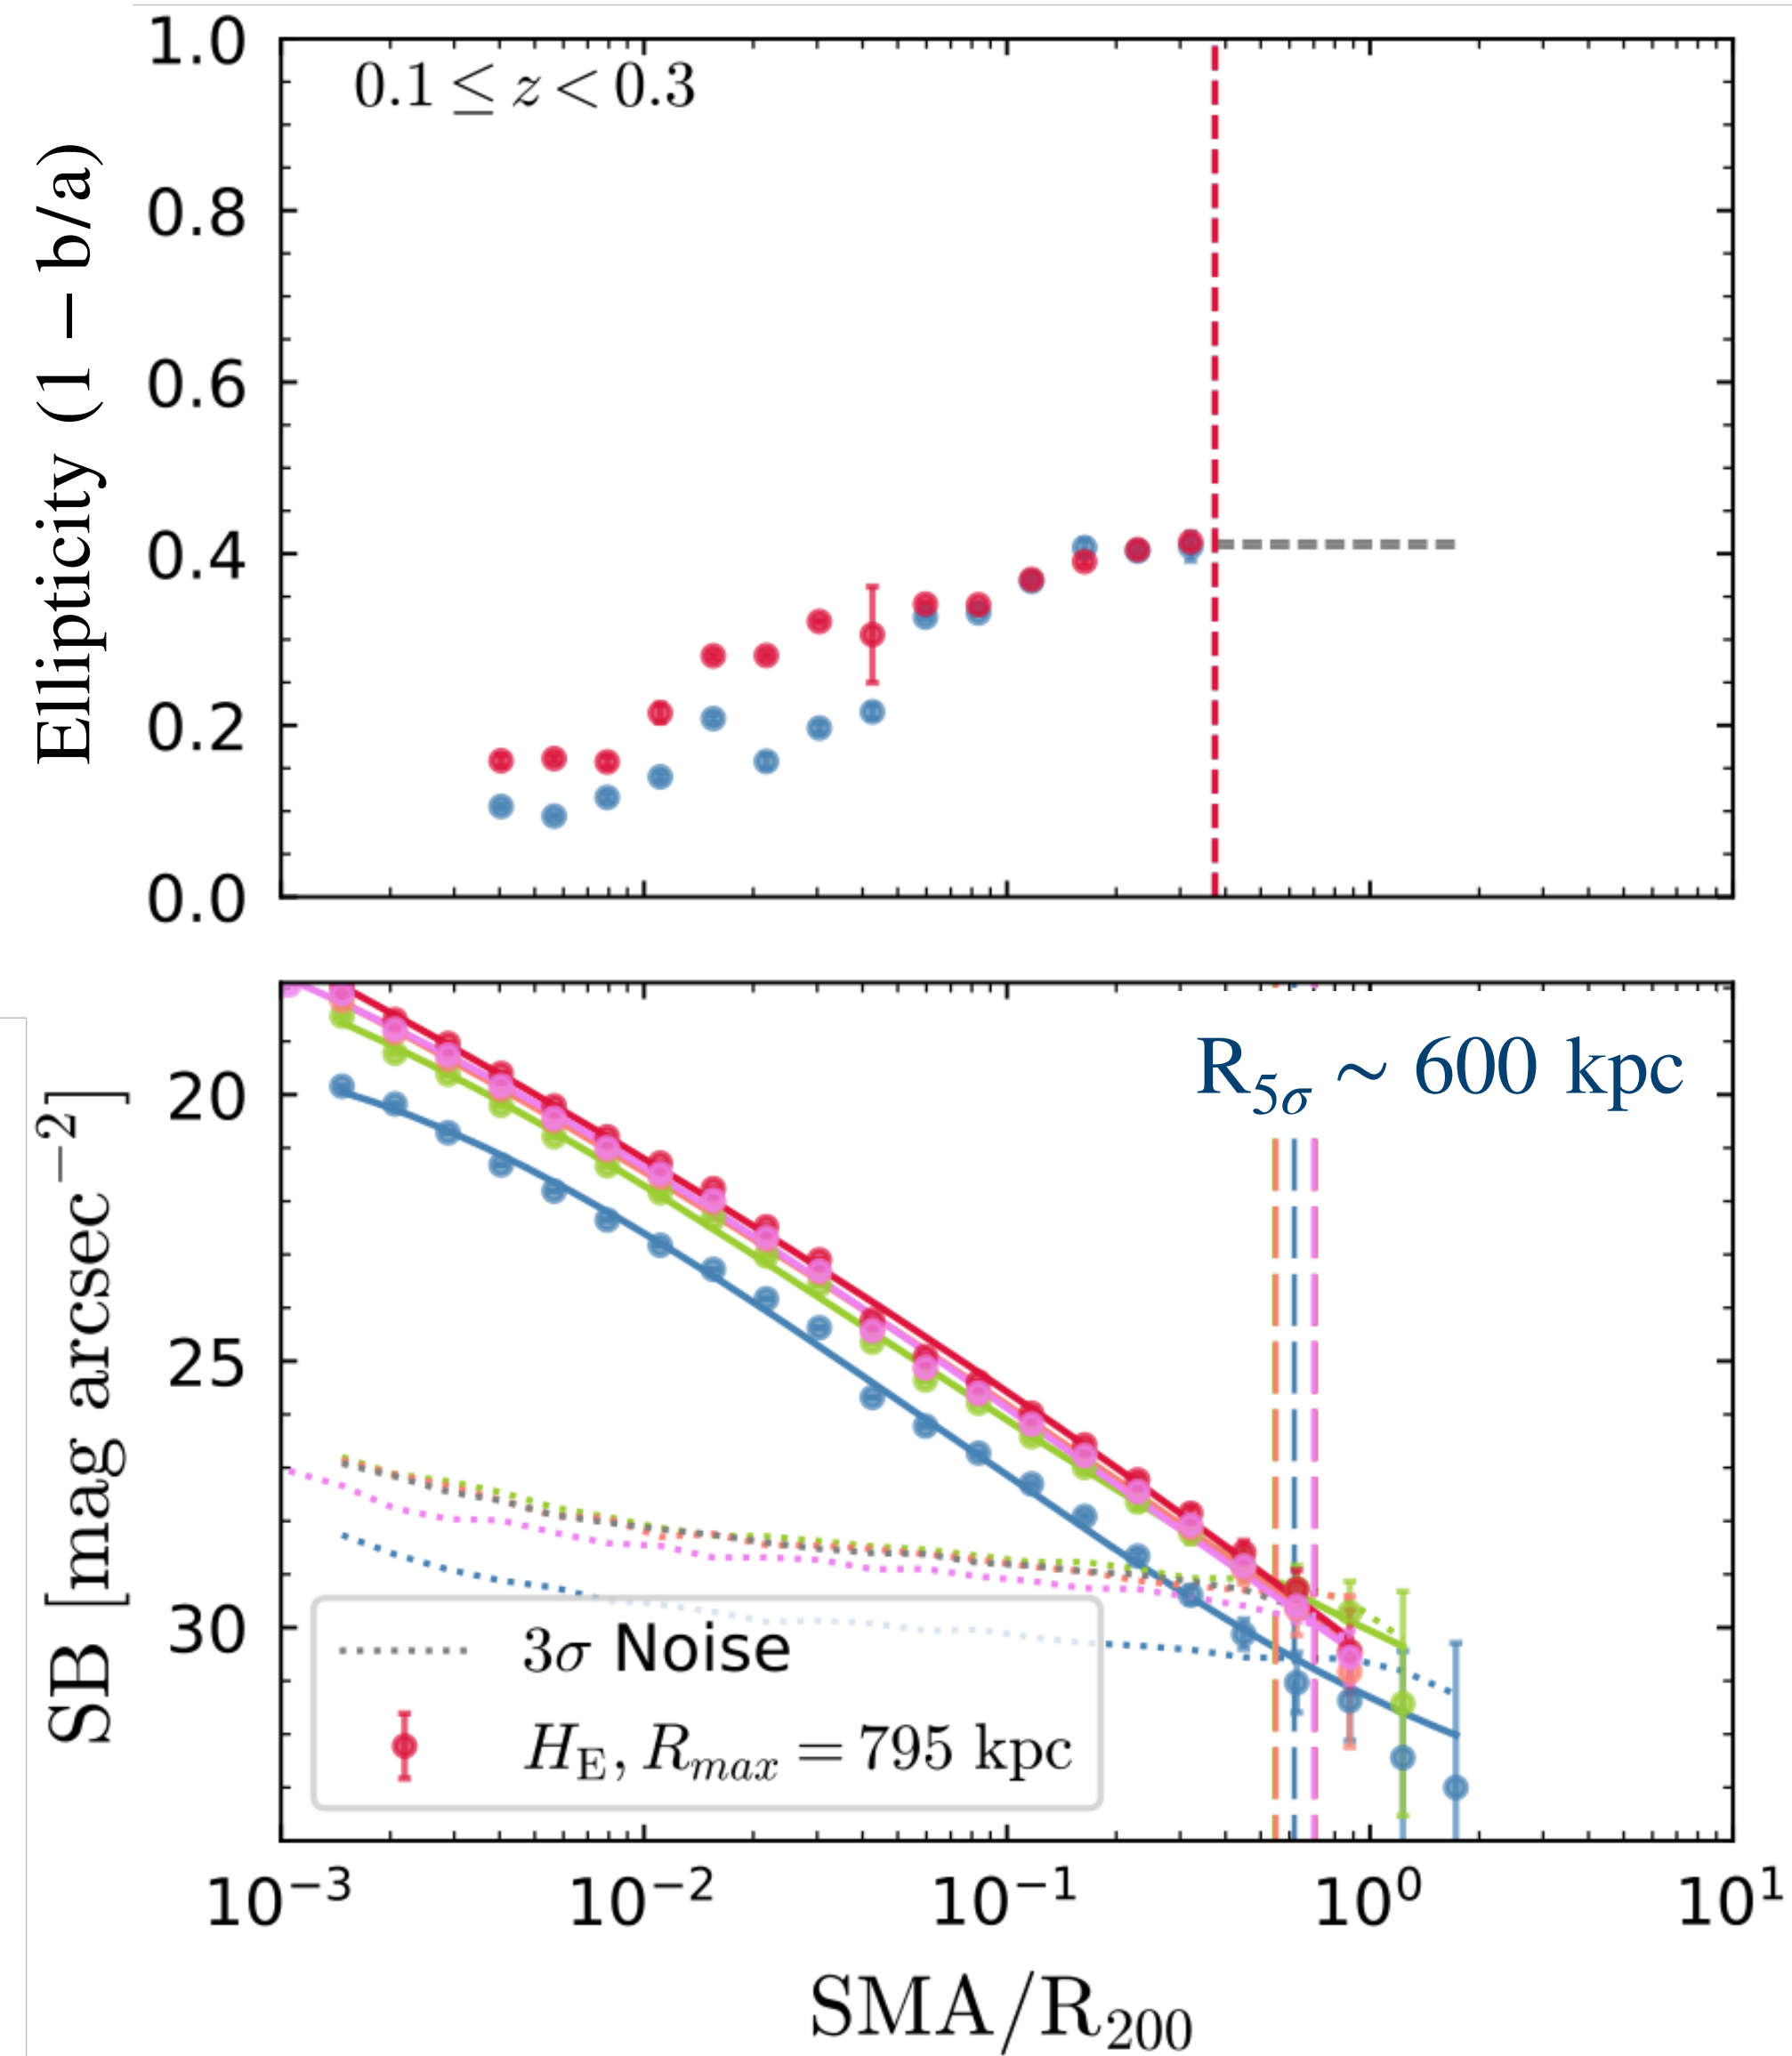 1.0
0.1 ≤ z < 0.3
0.8
0.6
0.4
0.2
0.0
Ellipticity (1 − b/a)
R₅σ ~ 600 kpc
20
25
30
SB [mag arcsec⁻²]
3σ Noise
H_E, R_max = 795 kpc
10⁻³ 10⁻² 10⁻¹ 10⁰ 10¹
SMA/R₂₀₀